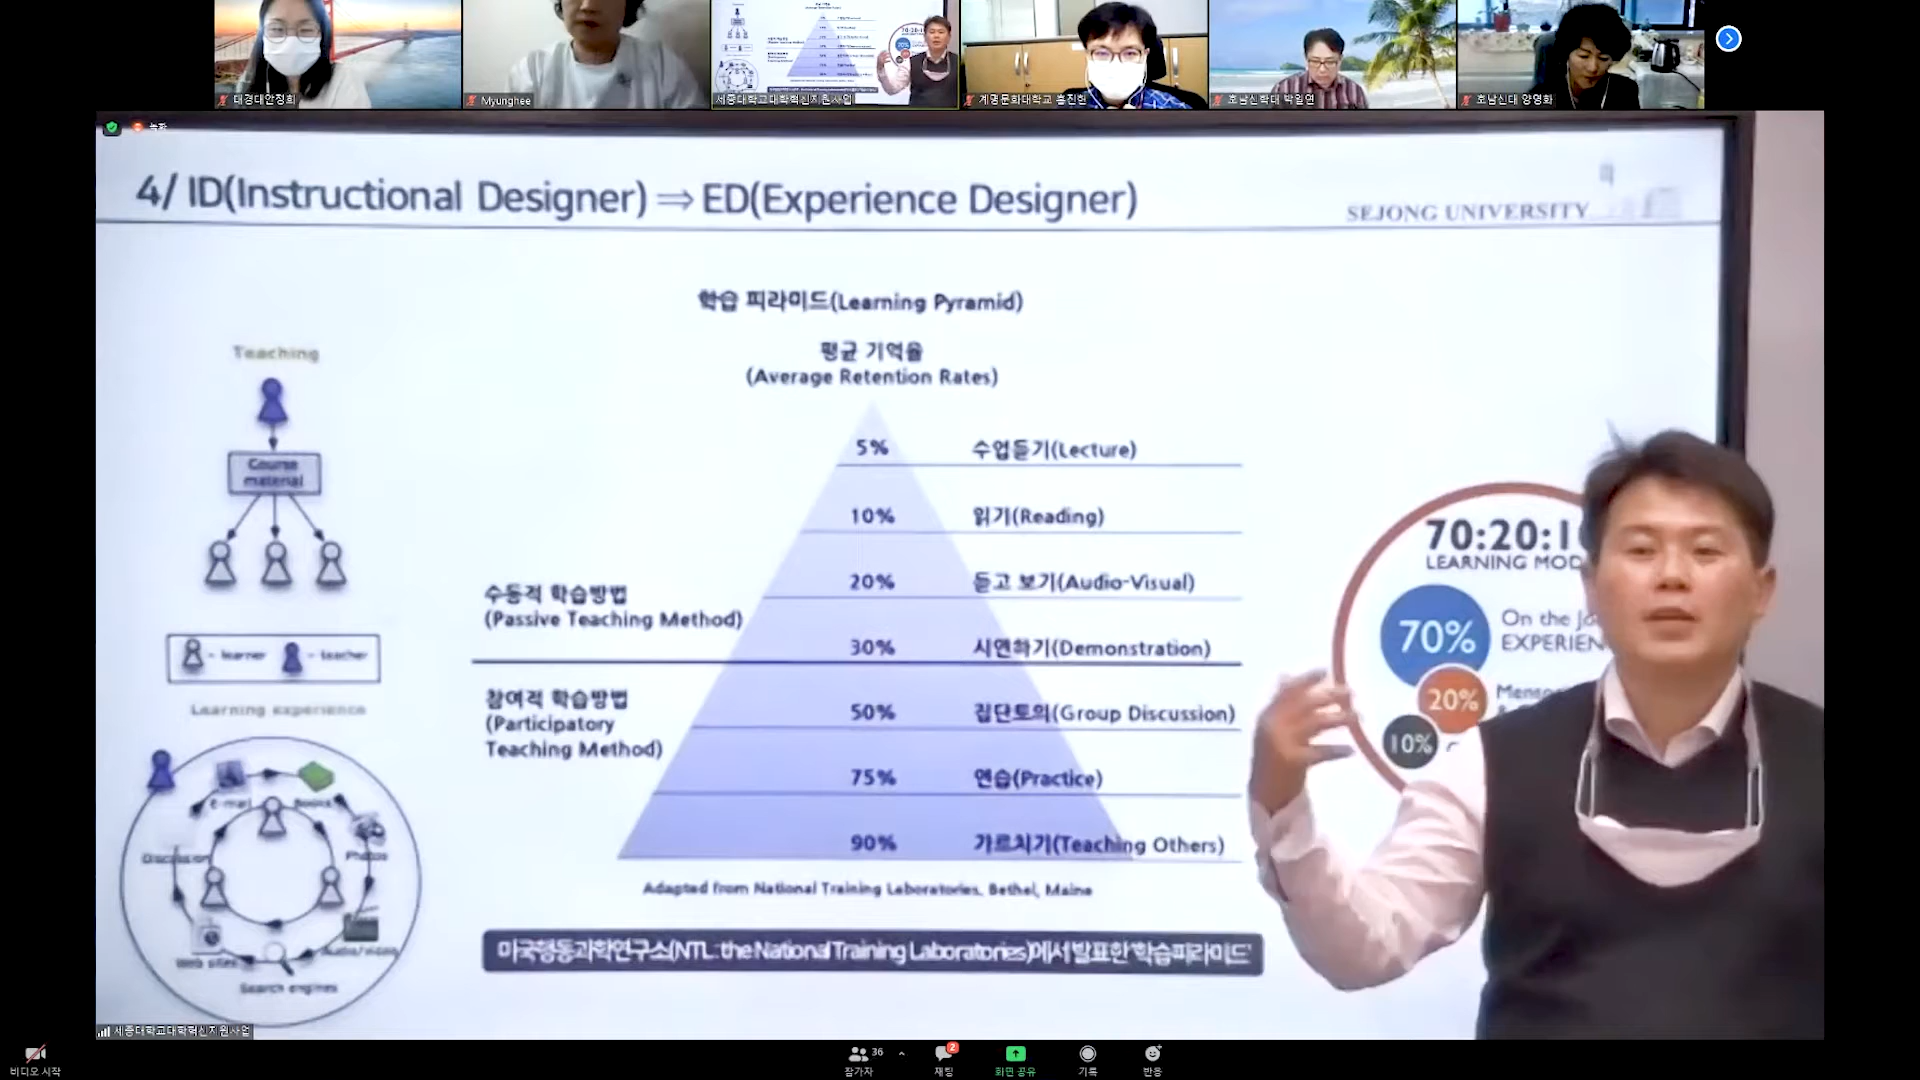 대경대안정희
Myunghee
세종대학교대학혁신지원사업
계명문화대학교 홍진헌
호남신학대 박일연
호남신대 양영화
녹화
4/ ID(Instructional Designer) ⇒ ED(Experience Designer)
SEJONG UNIVERSITY
학습 피라미드(Learning Pyramid)
평균 기억율
(Average Retention Rates)
Teaching
Course
material
- learner
- teacher
Learning experience
E-mail
Books
Photos
Audio/video
Search engines
Web sites
Discussion
수동적 학습방법
(Passive Teaching Method)
참여적 학습방법
(Participatory
Teaching Method)
5% 수업듣기(Lecture)
10% 읽기(Reading)
20% 듣고 보기(Audio-Visual)
30% 시연하기(Demonstration)
50% 집단토의(Group Discussion)
75% 연습(Practice)
90% 가르치기(Teaching Others)
Adapted from National Training Laboratories. Bethel, Maine
미국행동과학연구소(NTL: the National Training Laboratories)에서 발표한 '학습피라미드'
70:20:1
LEARNING MOD
70%
On the Jo
EXPERIEN
20%
10%
세종대학교대학혁신지원사업
비디오 시작
36
참가자
2
채팅
화면 공유
기록
반응